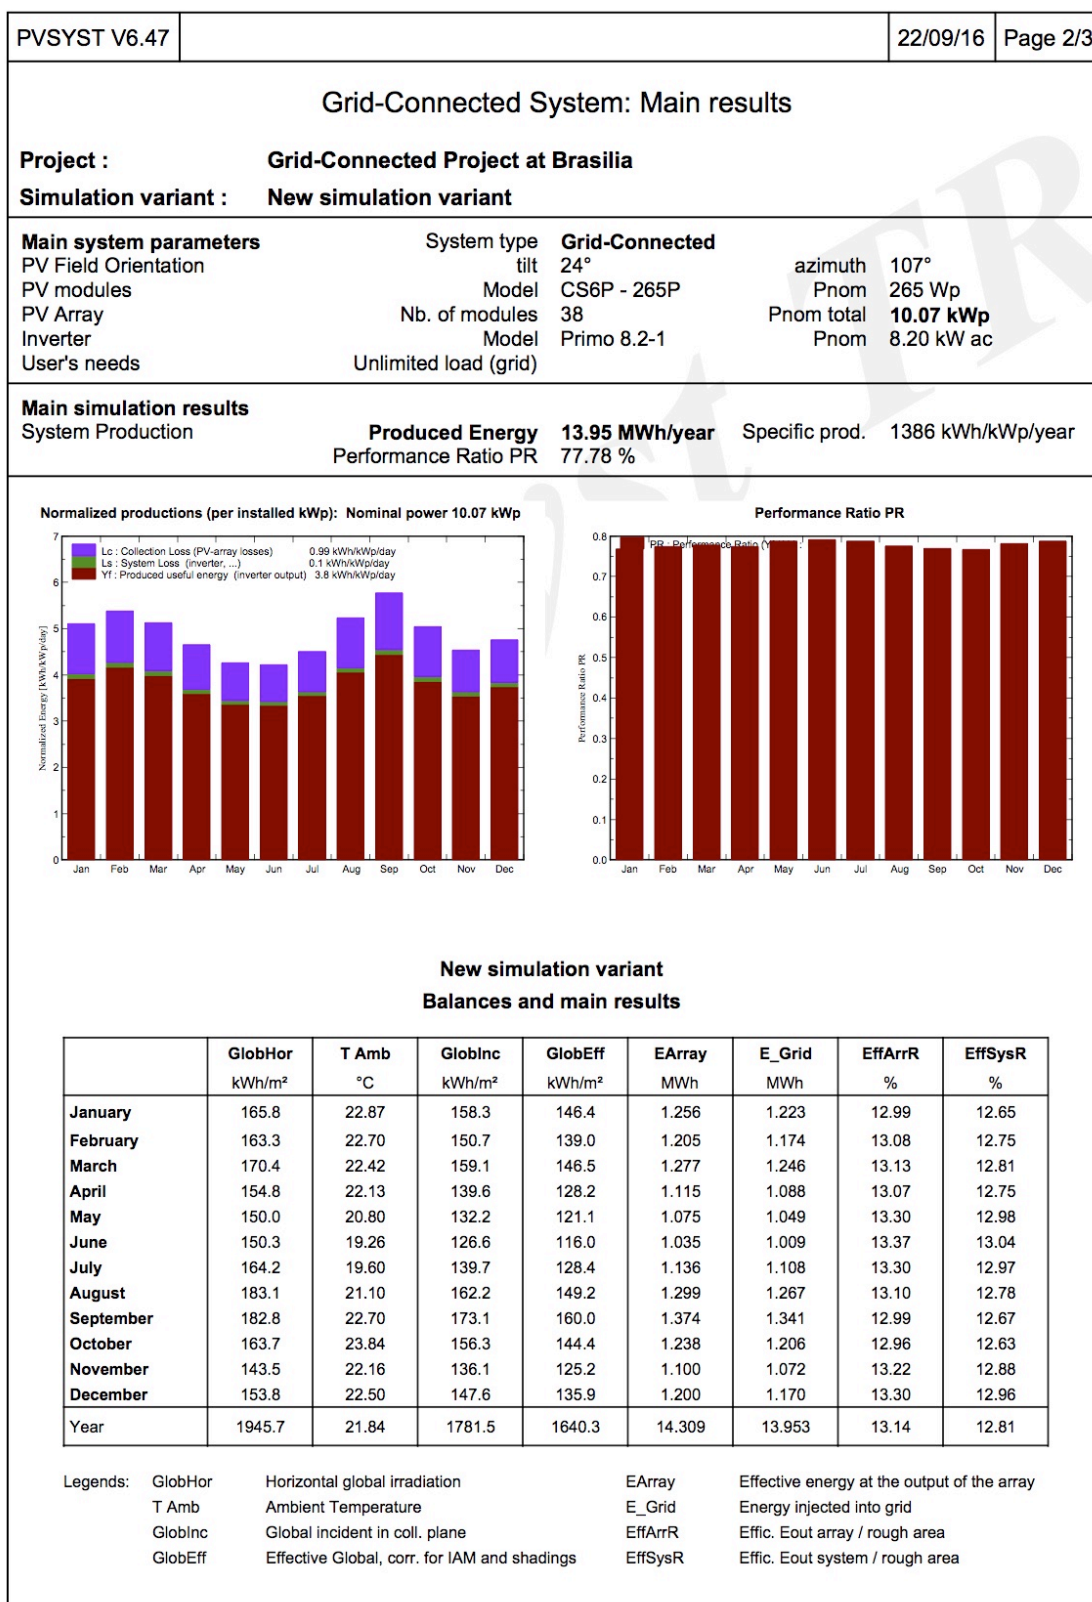 PVSYST V6.47 22/09/16 Page 2/3
Grid-Connected System: Main results
Project : Grid-Connected Project at Brasilia
Simulation variant : New simulation variant
Main system parameters System type Grid-Connected
PV Field Orientation tilt 24° azimuth 107°
PV modules Model CS6P - 265P Pnom 265 Wp
PV Array Nb. of modules 38 Pnom total 10.07 kWp
Inverter Model Primo 8.2-1 Pnom 8.20 kW ac
User's needs Unlimited load (grid)
Main simulation results
System Production Produced Energy 13.95 MWh/year Specific prod. 1386 kWh/kWp/year
Performance Ratio PR 77.78 %
Normalized productions (per installed kWp): Nominal power 10.07 kWp
Lc : Collection Loss (PV-array losses) 0.99 kWh/kWp/day
Ls : System Loss (inverter, ...) 0.1 kWh/kWp/day
Yf : Produced useful energy (inverter output) 3.8 kWh/kWp/day
Normalized Energy [kWh/kWp/day]
7
6
5
4
3
2
1
0
Jan Feb Mar Apr May Jun Jul Aug Sep Oct Nov Dec
Performance Ratio PR
PR : Performance Ratio (Y
Performance Ratio PR
0.8
0.7
0.6
0.5
0.4
0.3
0.2
0.1
0.0
Jan Feb Mar Apr May Jun Jul Aug Sep Oct Nov Dec
New simulation variant
Balances and main results
GlobHor T Amb GlobInc GlobEff EArray E_Grid EffArrR EffSysR
kWh/m² °C kWh/m² kWh/m² MWh MWh % %
January 165.8 22.87 158.3 146.4 1.256 1.223 12.99 12.65
February 163.3 22.70 150.7 139.0 1.205 1.174 13.08 12.75
March 170.4 22.42 159.1 146.5 1.277 1.246 13.13 12.81
April 154.8 22.13 139.6 128.2 1.115 1.088 13.07 12.75
May 150.0 20.80 132.2 121.1 1.075 1.049 13.30 12.98
June 150.3 19.26 126.6 116.0 1.035 1.009 13.37 13.04
July 164.2 19.60 139.7 128.4 1.136 1.108 13.30 12.97
August 183.1 21.10 162.2 149.2 1.299 1.267 13.10 12.78
September 182.8 22.70 173.1 160.0 1.374 1.341 12.99 12.67
October 163.7 23.84 156.3 144.4 1.238 1.206 12.96 12.63
November 143.5 22.16 136.1 125.2 1.100 1.072 13.22 12.88
December 153.8 22.50 147.6 135.9 1.200 1.170 13.30 12.96
Year 1945.7 21.84 1781.5 1640.3 14.309 13.953 13.14 12.81
Legends: GlobHor Horizontal global irradiation EArray Effective energy at the output of the array
T Amb Ambient Temperature E_Grid Energy injected into grid
GlobInc Global incident in coll. plane EffArrR Effic. Eout array / rough area
GlobEff Effective Global, corr. for IAM and shadings EffSysR Effic. Eout system / rough area